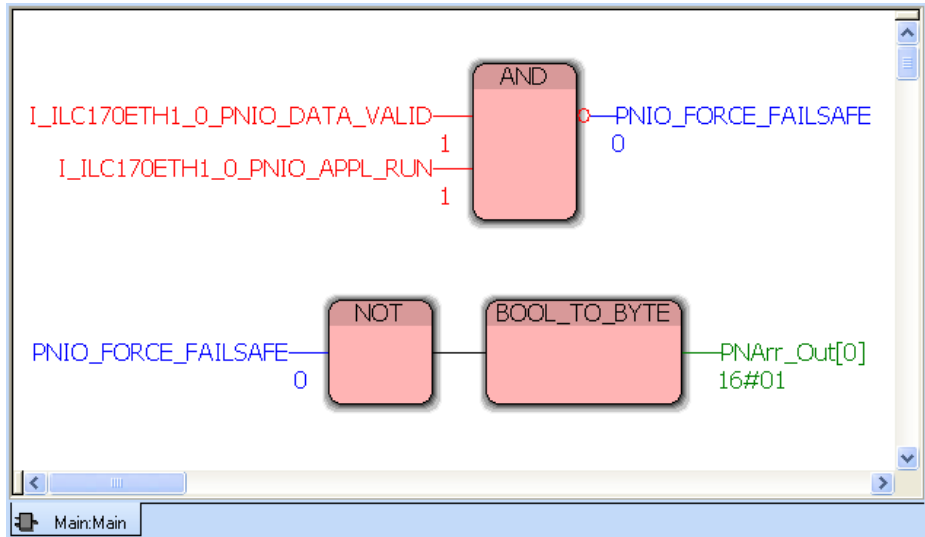 AND
I_ILC170ETH1_0_PNIO_DATA_VALID
PNIO_FORCE_FAILSAFE
1
0
I_ILC170ETH1_0_PNIO_APPL_RUN
1
NOT
BOOL_TO_BYTE
PNIO_FORCE_FAILSAFE
PNArr_Out[0]
0
16#01
Main:Main